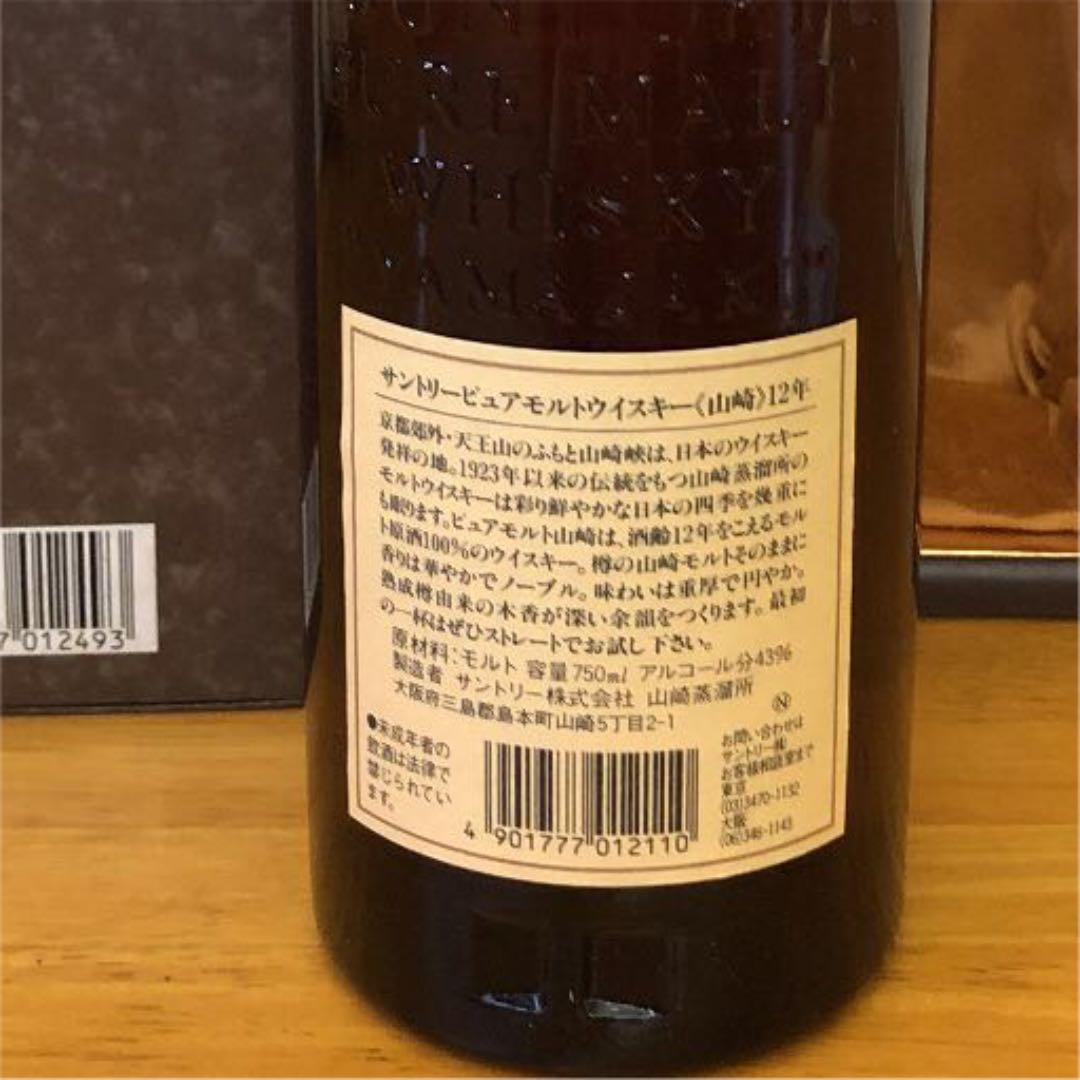 PURE MALT
WHISKY
YAMAZAKI
サントリーピュアモルトウイスキー《山崎》12年
京都郊外・天王山のふもと山崎峡は、日本のウイスキー
発祥の地。1923年以来の伝統をもつ山崎蒸溜所の
モルトウイスキーは彩り鮮やかな日本の四季を幾重に
も眠ります。ピュアモルト山崎は、酒齢12年をこえるモル
ト原酒100%のウイスキー。樽の山崎モルトそのままに
香りは華やかでノーブル。味わいは重厚で円やか。
熟成樽由来の木香が深い余韻をつくります。最初
の一杯はぜひストレートでお試し下さい。
原材料:モルト 容量750ml アルコール分43%
製造者 サントリー株式会社 山崎蒸溜所
大阪府三島郡島本町山崎5丁目2-1
Ⓝ
●未成年者の
飲酒は法律で
禁じられてい
ます。
4 901777 012110
お問い合わせは
サントリー㈱
お客様相談室まで
東京
(03)3470-1132
大阪
(06)346-1143
7 012493